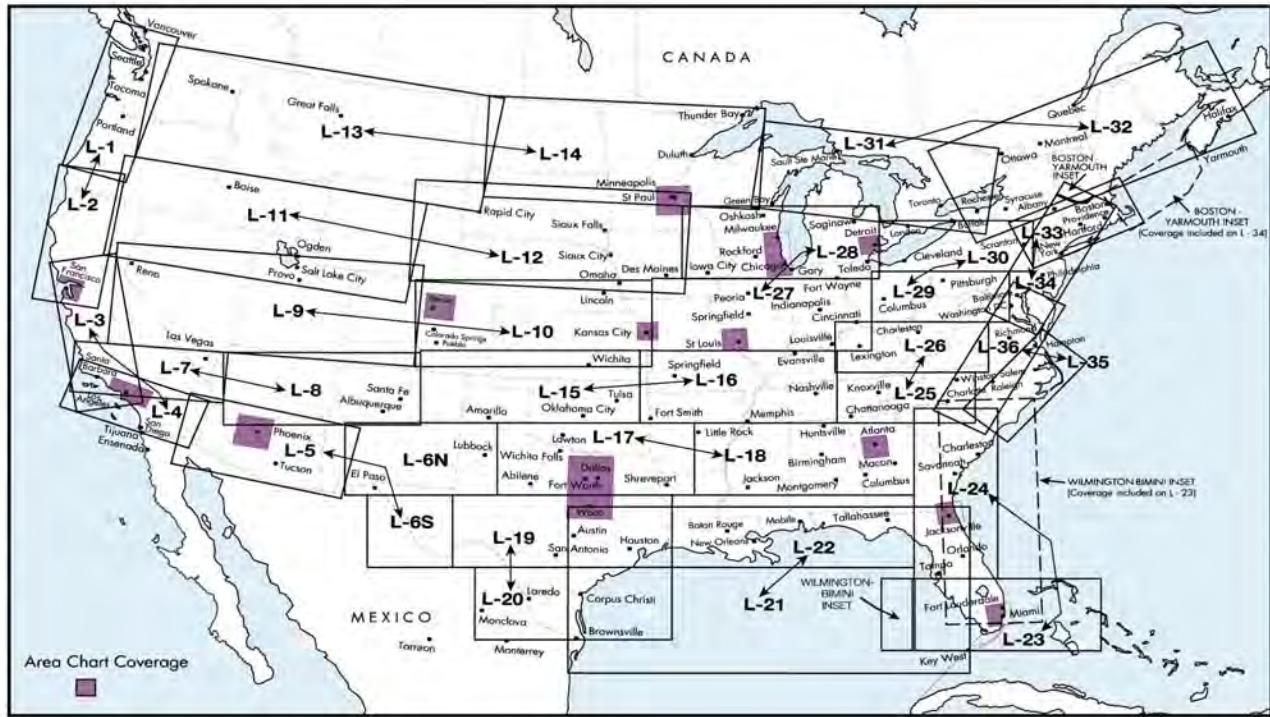 CANADA
Vancouver
Seattle
Tacoma
Portland
Spokane
Great Falls
L-13
L-14
Thunder Bay
Duluth
Sault Ste Marie
L-31
L-32
Quebec
Montreal
Ottawa
Halifax
Yarmouth
BOSTON
YARMOUTH
INSET
BOSTON -
YARMOUTH INSET
(Coverage included on L - 34)
L-1
L-2
Boise
L-11
L-12
Rapid City
Minneapolis
St Paul
Sioux Falls
Sioux City
Omaha
Des Moines
Green Bay
Oshkosh
Milwaukee
Rockford
Chicago
Iowa City
Saginaw
Detroit
London
L-28
Gary
Toledo
Toronto
Rochester
Buffalo
Syracuse
Albany
Boston
Providence
Hartford
Scranton
L-33
New
York
L-30
Cleveland
Philadelphia
L-34
San
Francisco
Reno
Ogden
Salt Lake City
Provo
L-9
L-10
Colorado Springs
Pueblo
Lincoln
Kansas City
Peoria
L-27
Fort Wayne
Indianapolis
Springfield
Cincinnati
St Louis
Louisville
Evansville
L-29
Pittsburgh
Columbus
Washington DC
Charleston
L-26
Lexington
Richmond
Hampton
L-36
L-35
L-3
Las Vegas
Santa
Barbara
Los
Angeles
L-7
L-8
L-4
San
Diego
Tijuana
Ensenada
Santa Fe
Albuquerque
Wichita
L-15
L-16
Springfield
Tulsa
Oklahoma City
Amarillo
Fort Smith
Memphis
Nashville
Knoxville
Chattanooga
L-25
Winston Salem
Raleigh
Phoenix
L-5
Tucson
El Paso
L-6N
Lubbock
L-6S
L-17
Lawton
Wichita Falls
Abilene
Dallas
Fort Worth
Waco
Shreveport
Little Rock
L-18
Jackson
Huntsville
Birmingham
Montgomery
Atlanta
Macon
Columbus
Charleston
Savannah
L-24
Jacksonville
Orlando
Tampa
WILMINGTON BIMINI INSET
(Coverage included on L - 23)
L-19
Austin
San Antonio
Houston
Baton Rouge
New Orleans
Mobile
Tallahassee
L-22
L-21
L-20
Laredo
Monclova
Corpus Christi
Brownsville
Monterrey
Torreon
MEXICO
WILMINGTON-
BIMINI
INSET
Fort Lauderdale
Miami
L-23
Key West
Area Chart Coverage